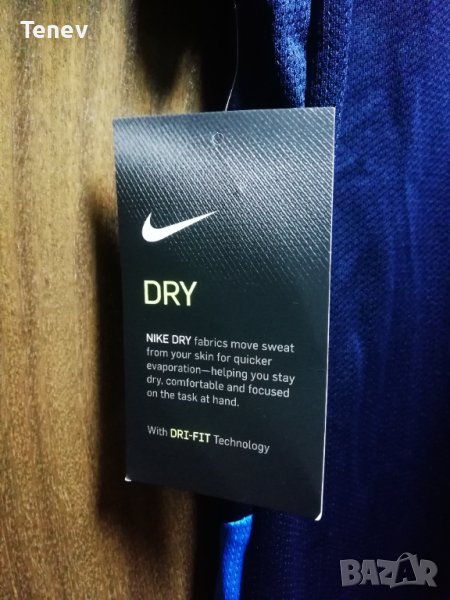 Tenev
DRY
NIKE DRY fabrics move sweat
from your skin for quicker
evaporation—helping you stay
dry, comfortable and focused
on the task at hand.
With DRI-FIT Technology
BAZAR